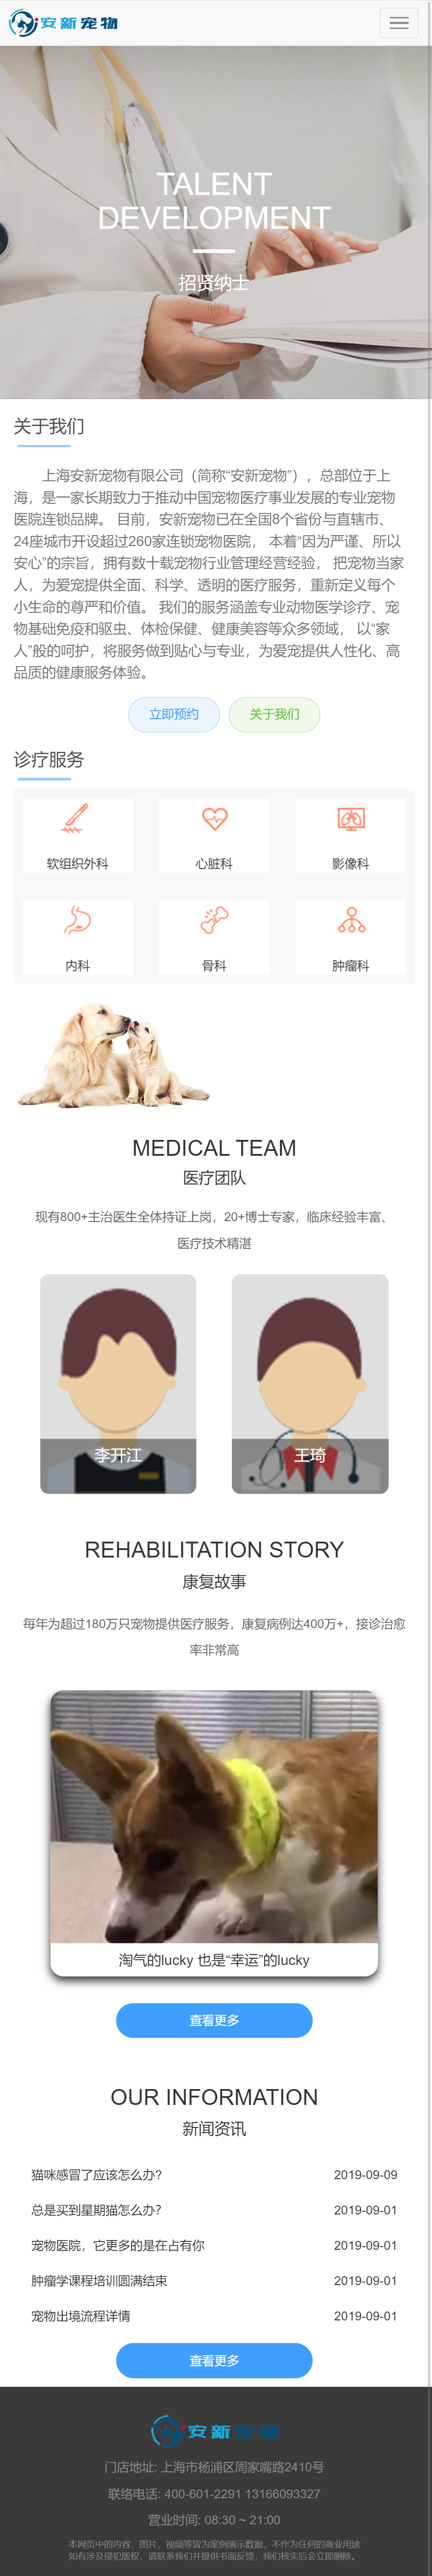 安新宠物
TALENT
DEVELOPMENT
招贤纳士
关于我们
上海安新宠物有限公司（简称“安新宠物”），总部位于上
海，是一家长期致力于推动中国宠物医疗事业发展的专业宠物
医院连锁品牌。 目前，安新宠物已在全国8个省份与直辖市、
24座城市开设超过260家连锁宠物医院， 本着“因为严谨、所以
安心”的宗旨，拥有数十载宠物行业管理经营经验， 把宠物当家
人，为爱宠提供全面、科学、透明的医疗服务，重新定义每个
小生命的尊严和价值。 我们的服务涵盖专业动物医学诊疗、宠
物基础免疫和驱虫、体检保健、健康美容等众多领域， 以“家
人”般的呵护，将服务做到贴心与专业，为爱宠提供人性化、高
品质的健康服务体验。
立即预约 关于我们
诊疗服务
软组织外科 心脏科 影像科
内科 骨科 肿瘤科
MEDICAL TEAM
医疗团队
现有800+主治医生全体持证上岗，20+博士专家，临床经验丰富、
医疗技术精湛
李开江 王琦
REHABILITATION STORY
康复故事
每年为超过180万只宠物提供医疗服务，康复病例达400万+，接诊治愈
率非常高
淘气的lucky 也是“幸运”的lucky
查看更多
OUR INFORMATION
新闻资讯
猫咪感冒了应该怎么办? 2019-09-09
总是买到星期猫怎么办? 2019-09-01
宠物医院，它更多的是在占有你 2019-09-01
肿瘤学课程培训圆满结束 2019-09-01
宠物出境流程详情 2019-09-01
查看更多
安新宠物
门店地址: 上海市杨浦区周家嘴路2410号
联络电话: 400-601-2291 13166093327
营业时间: 08:30 ~ 21:00
本网页中的内容、图片、视频等皆为案例演示数据，不作为任何的商业用途
如有涉及侵犯版权，请联系我们并提供书面反馈，我们核实后会立即删除。